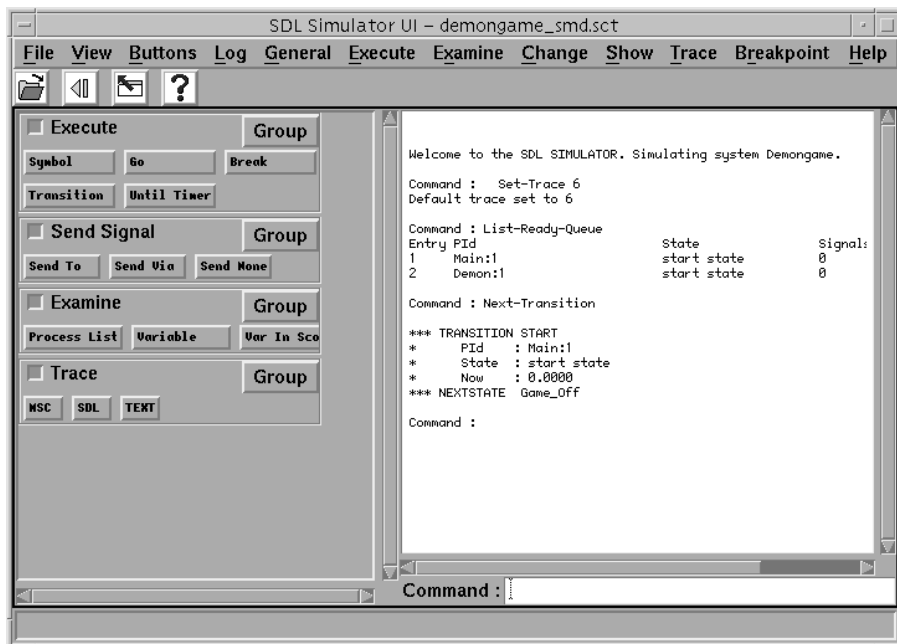 SDL Simulator UI – demongame_smd.sct
File View Buttons Log General Execute Examine Change Show Trace Breakpoint Help
?
Execute Group
Symbol Go Break
Transition Until Timer
Send Signal Group
Send To Send Via Send None
Examine Group
Process List Variable Var In Sco
Trace Group
MSC SDL TEXT
Welcome to the SDL SIMULATOR. Simulating system Demongame.
Command : Set-Trace 6
Default trace set to 6
Command : List-Ready-Queue
Entry PId State Signals
1 Main:1 start state 0
2 Demon:1 start state 0
Command : Next-Transition
*** TRANSITION START
* PId : Main:1
* State : start state
* Now : 0.0000
*** NEXTSTATE Game_Off
Command :
Command :